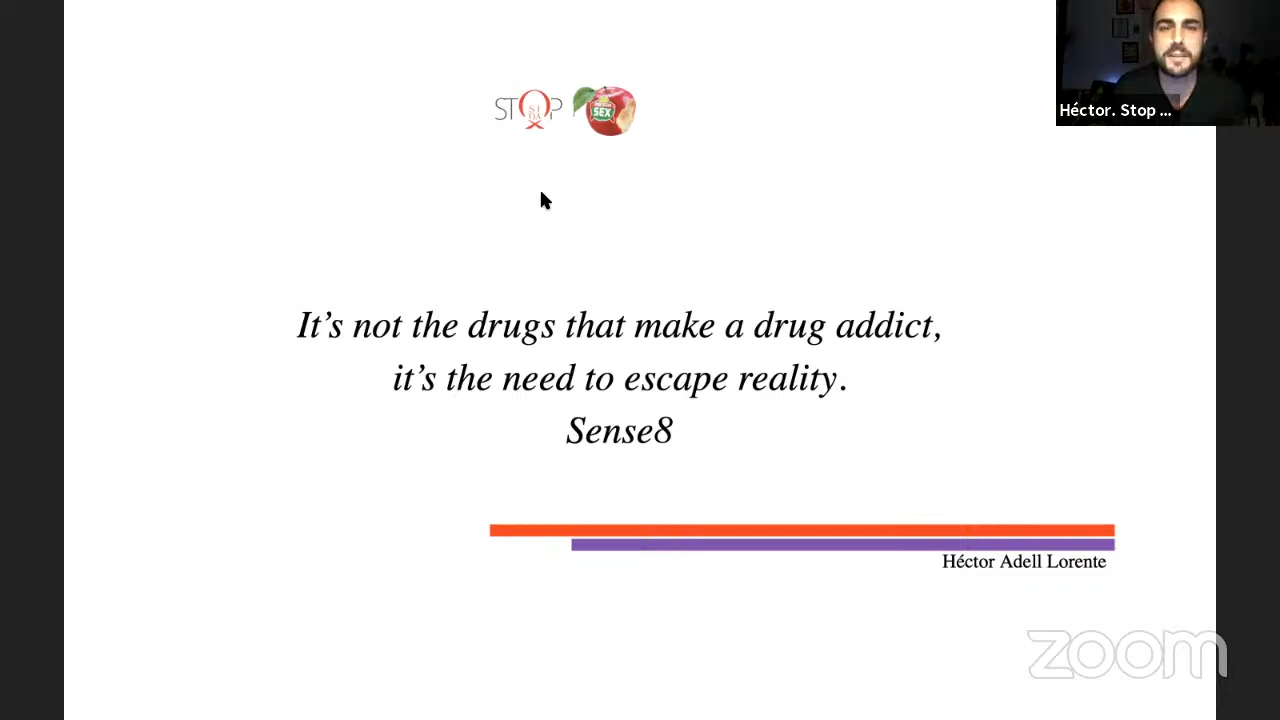 STOP
SIDA
SEX
Héctor. Stop ...
It's not the drugs that make a drug addict,
it's the need to escape reality.
Sense8
Héctor Adell Lorente
zoom